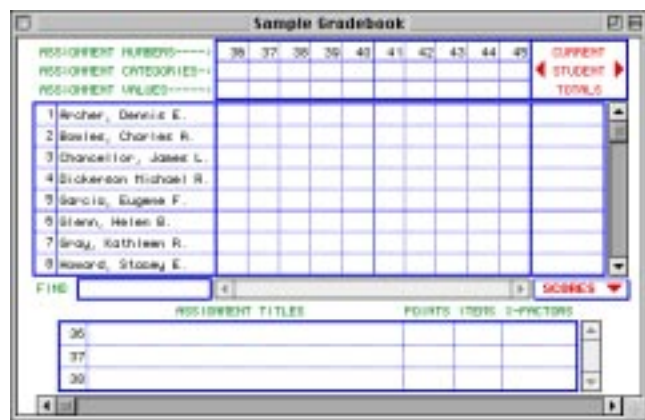 Sample Gradebook
ASSIGNMENT NUMBERS----: 36 37 38 39 40 41 42 43 44 45 CURRENT
ASSIGNMENT CATEGORIES-: STUDENT
ASSIGNMENT VALUES-----: TOTALS
1 Archer, Dennis E.
2 Bowles, Charles R.
3 Chancellor, James L.
4 Dickerson Michael R.
5 Garcia, Eugene F.
6 Glenn, Helen B.
7 Gray, Kathleen R.
8 Howard, Stacey E.
FIND SCORES
ASSIGNMENT TITLES POINTS ITEMS X-FACTORS
36
37
38